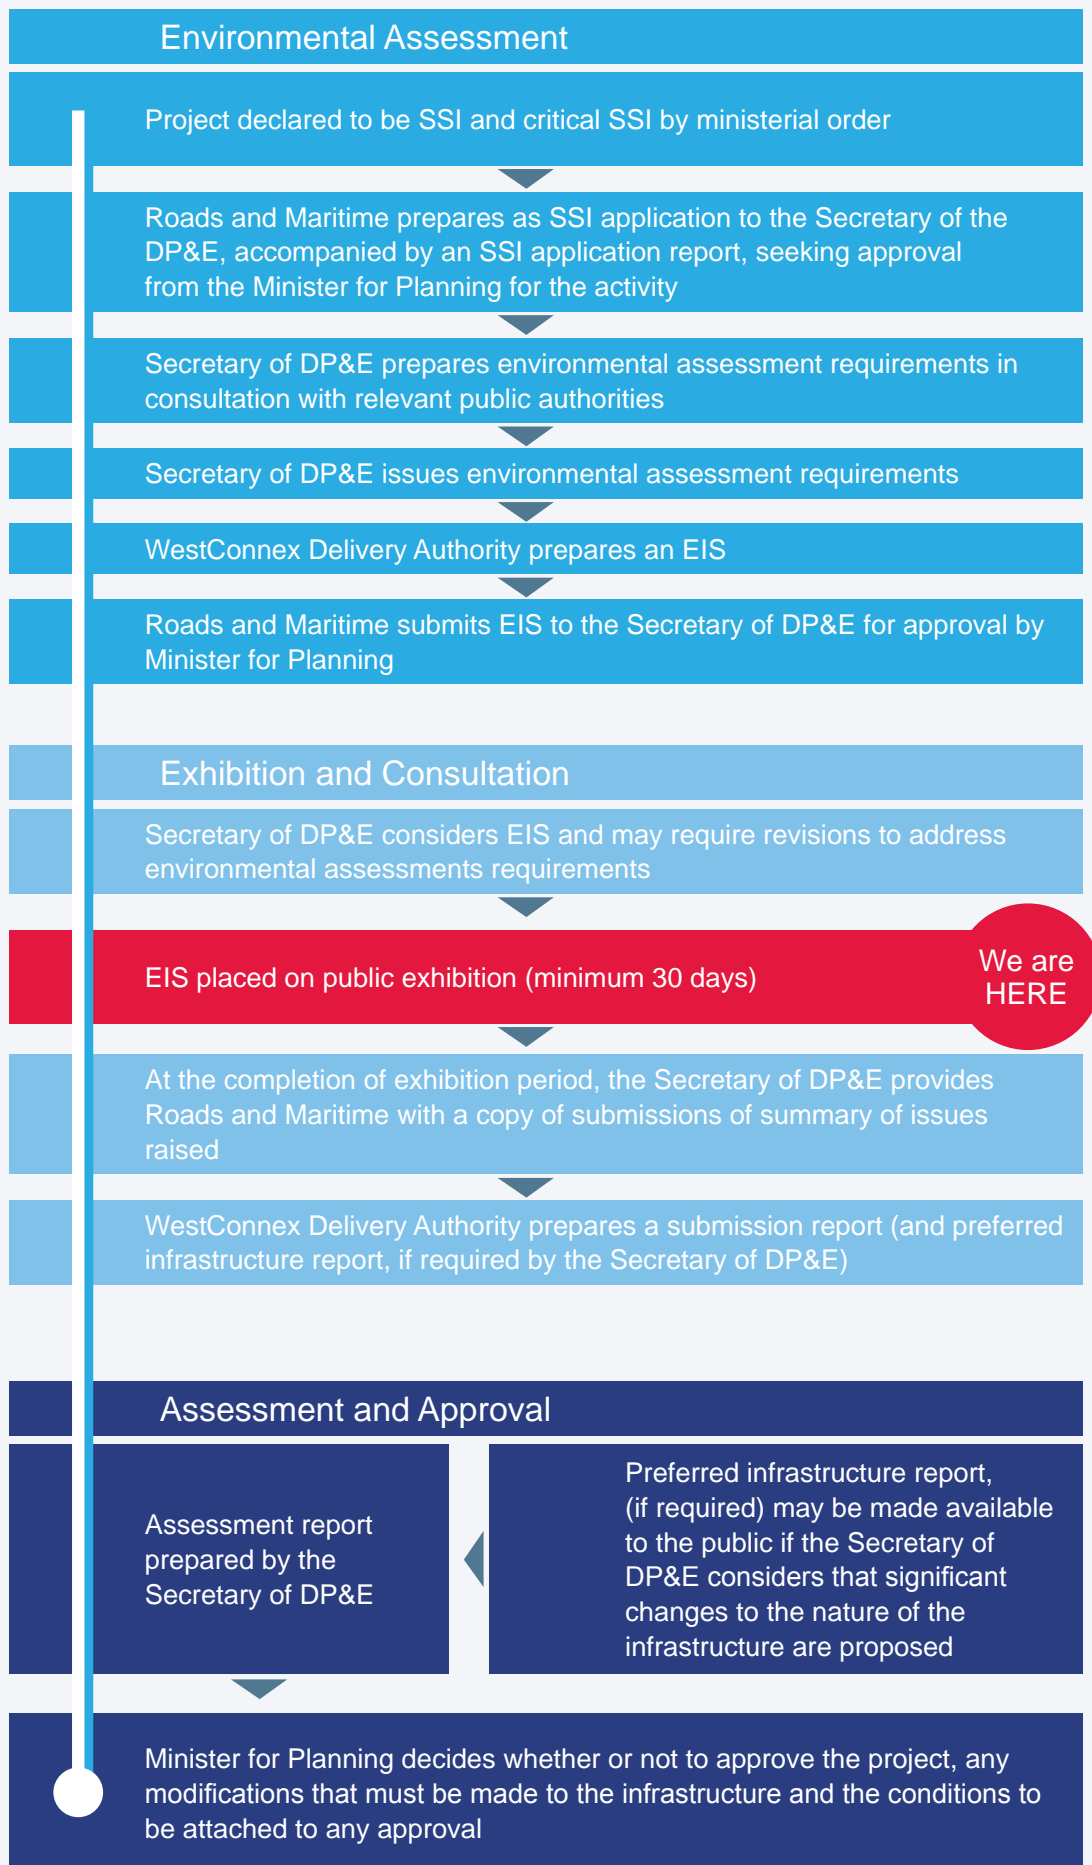 Environmental Assessment
Project declared to be SSI and critical SSI by ministerial order
Roads and Maritime prepares as SSI application to the Secretary of the
DP&E, accompanied by an SSI application report, seeking approval
from the Minister for Planning for the activity
Secretary of DP&E prepares environmental assessment requirements in
consultation with relevant public authorities
Secretary of DP&E issues environmental assessment requirements
WestConnex Delivery Authority prepares an EIS
Roads and Maritime submits EIS to the Secretary of DP&E for approval by
Minister for Planning
Exhibition and Consultation
Secretary of DP&E considers EIS and may require revisions to address
environmental assessments requirements
EIS placed on public exhibition (minimum 30 days)
We are
HERE
At the completion of exhibition period, the Secretary of DP&E provides
Roads and Maritime with a copy of submissions of summary of issues
raised
WestConnex Delivery Authority prepares a submission report (and preferred
infrastructure report, if required by the Secretary of DP&E)
Assessment and Approval
Assessment report
prepared by the
Secretary of DP&E
Preferred infrastructure report,
(if required) may be made available
to the public if the Secretary of
DP&E considers that significant
changes to the nature of the
infrastructure are proposed
Minister for Planning decides whether or not to approve the project, any
modifications that must be made to the infrastructure and the conditions to
be attached to any approval